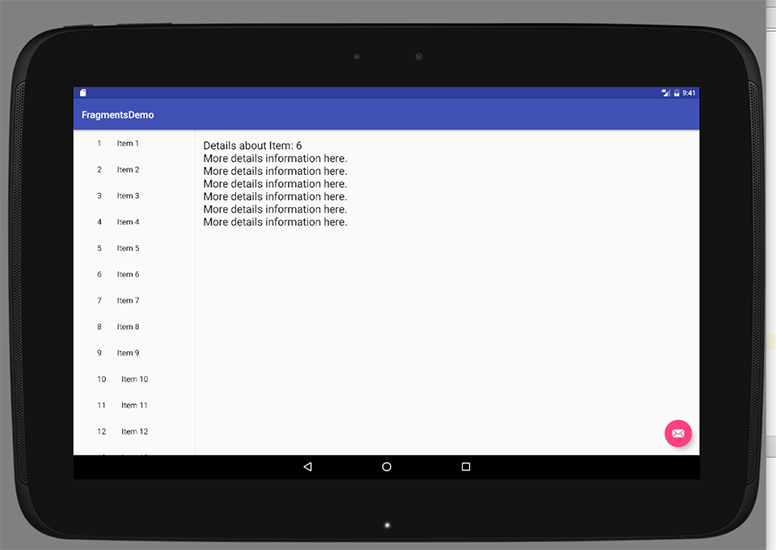 9:41
FragmentsDemo
1 Item 1
2 Item 2
3 Item 3
4 Item 4
5 Item 5
6 Item 6
7 Item 7
8 Item 8
9 Item 9
10 Item 10
11 Item 11
12 Item 12
Details about Item: 6
More details information here.
More details information here.
More details information here.
More details information here.
More details information here.
More details information here.